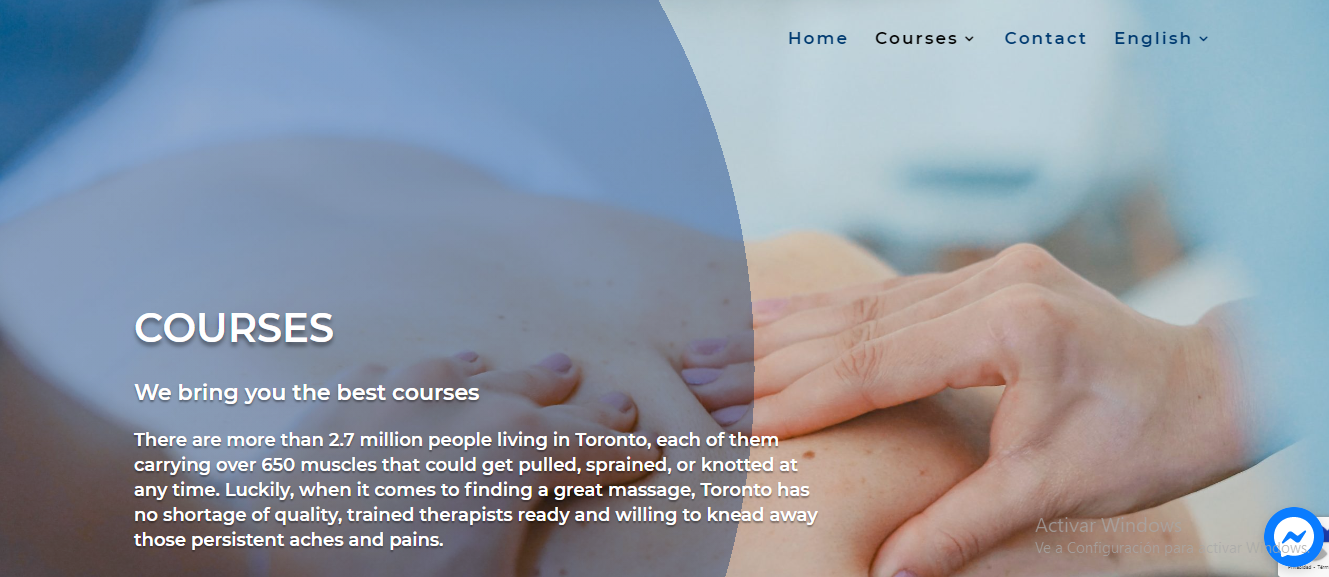 Home Courses Contact English
COURSES
We bring you the best courses
There are more than 2.7 million people living in Toronto, each of them
carrying over 650 muscles that could get pulled, sprained, or knotted at
any time. Luckily, when it comes to finding a great massage, Toronto has
no shortage of quality, trained therapists ready and willing to knead away
those persistent aches and pains.
Activar Windows
Ve a Configuración para activar Windows.